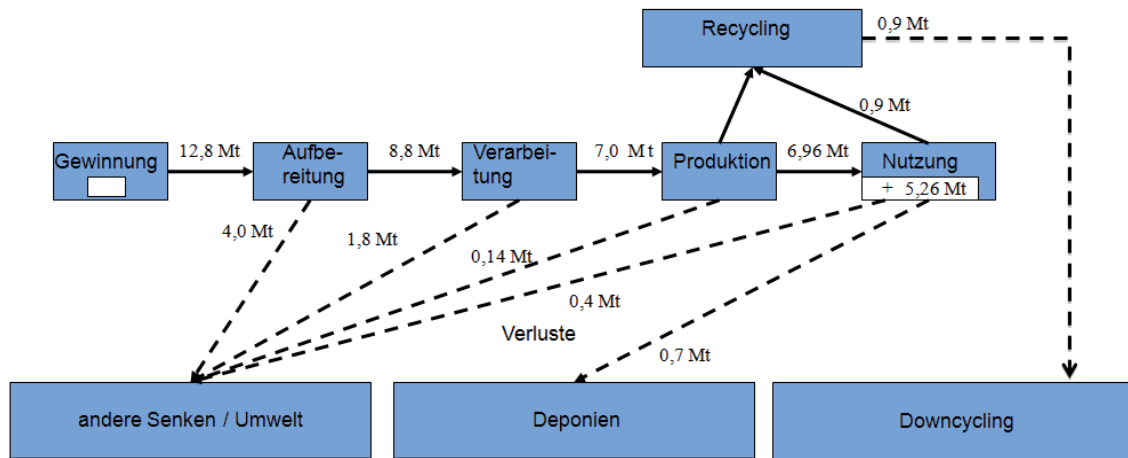 Recycling
0,9 Mt
0,9 Mt
Gewinnung
12,8 Mt
Aufbe-
reitung
8,8 Mt
Verarbei-
tung
7,0 Mt
Produktion
6,96 Mt
Nutzung
+ 5,26 Mt
4,0 Mt
1,8 Mt
0,14 Mt
0,4 Mt
Verluste
0,7 Mt
andere Senken / Umwelt
Deponien
Downcycling